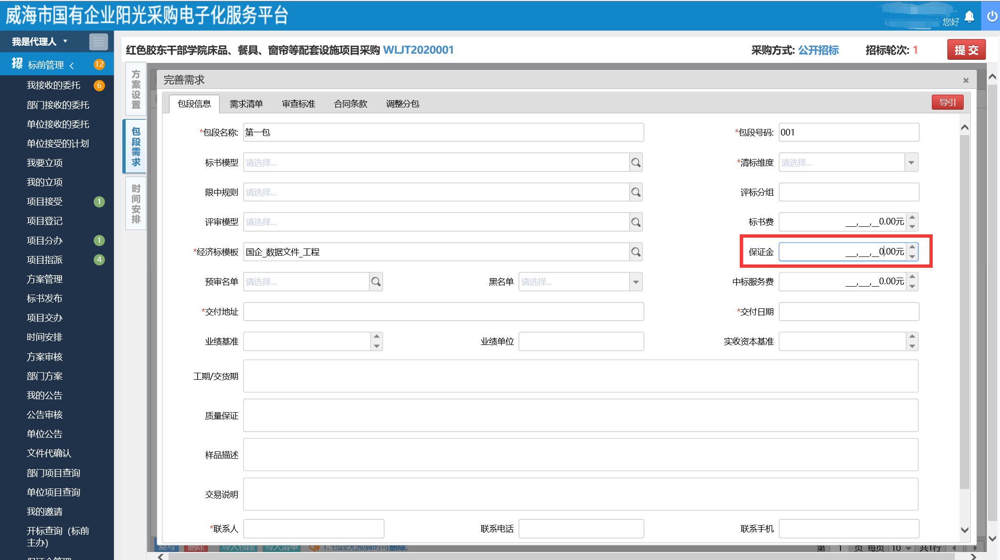 威海市国有企业阳光采购电子化服务平台
您好
我是代理人
标前管理 12
我接收的委托 6
部门接收的委托
单位接收的委托
单位接受的计划
我要立项
我的立项
项目接受 1
项目登记
项目分办 1
项目指派 4
方案管理
标书发布
项目交办
时间安排
方案审核
部门方案
我的公告
公告审核
单位公告
文件代确认
部门项目查询
单位项目查询
我的邀请
开标查询（标前
主办)
保证金管理
红色胶东干部学院床品、餐具、窗帘等配套设施项目采购 WLJT2020001
采购方式: 公开招标 招标轮次: 1 提 交
方案设置
包段需求
时间安排
完善需求 ×
包段信息 需求清单 审查标准 合同条款 调整分包 导引
*包段名称: 第一包 *包段号码: 001
标书模型 请选择... *清标维度 请选择...
限中规则 请选择... 评标分组
评审模型 请选择... 标书费 __,__,_0.00元
*经济标模板 国企_数据文件_工程 保证金 __,__,_0.00元
预审名单 请选择... 黑名单 请选择... 中标服务费 __,__,_0.00元
*交付地址 *交付日期
业绩基准 业绩单位 实收资本基准
工期/交货期
质量保证
样品描述
交易说明
*联系人 联系电话 联系手机
复写 删除 导入包段 导入清单 1. 包段无预算时可删除; 第 1 页 每页 10 共1行